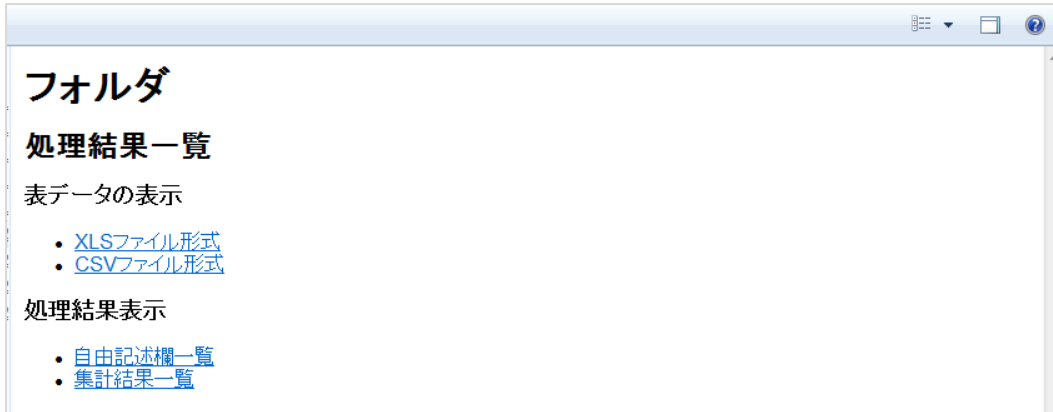 フォルダ
処理結果一覧
表データの表示
XLSファイル形式
CSVファイル形式
処理結果表示
自由記述欄一覧
集計結果一覧